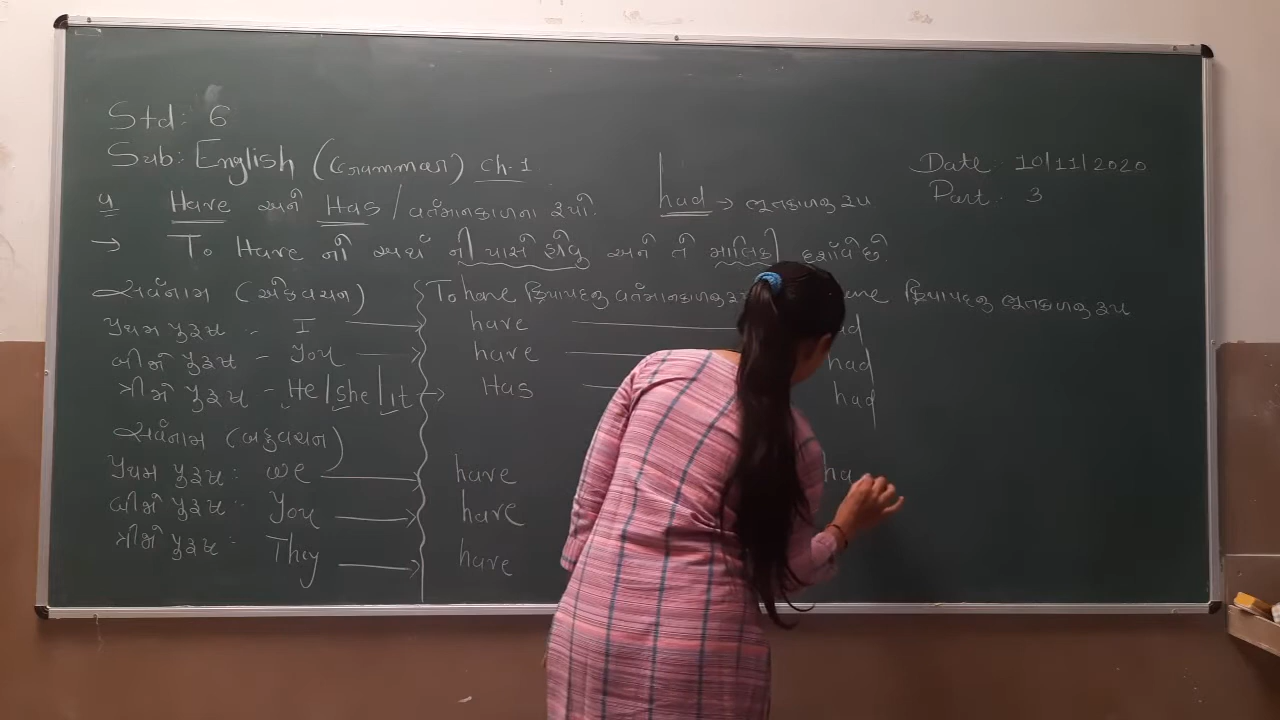 Std: 6
Sub: English (Grammar) Ch-1
Date: 10/11/2020
Part: 3
૫ Have અને Has / વર્તમાનકાળના રૂપો.
had → ભૂતકાળનું રૂપ
→ To Have નો અર્થ ની પાસે હોવું અને તે માલિકી દર્શાવે છે.
સર્વનામ (એકવચન) To have ક્રિયાપદનું વર્તમાનકાળનું ક્રિયાપદનું ભૂતકાળનું રૂપ
પ્રથમ પુરૂષ - I have
બીજો પુરૂષ - You have had
ત્રીજો પુરૂષ - He/she/it → Has had
સર્વનામ (બહુવચન)
પ્રથમ પુરૂષ: we → have ha
બીજો પુરૂષ: You → have
ત્રીજો પુરૂષ: They → have